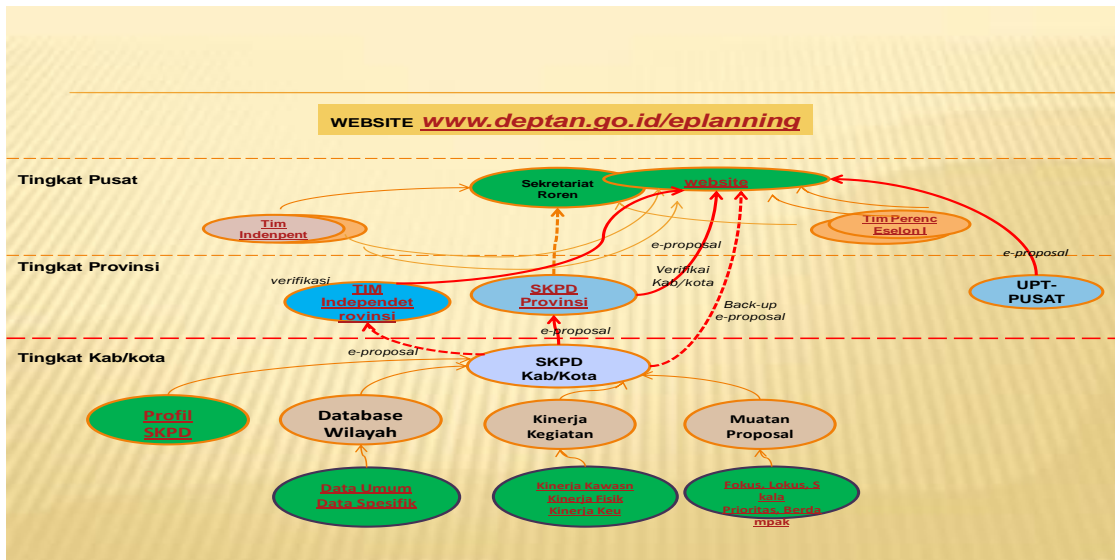 WEBSITE www.deptan.go.id/eplanning
Tingkat Pusat
Sekretariat
Roren
website
Tim
Indenpent
Tim Perenc
Eselon I
e-proposal
e-proposal
Tingkat Provinsi
verifikasi
Verifikai
Kab/kota
TIM
Independet
rovinsi
SKPD
Provinsi
UPT-
PUSAT
Back-up
e-proposal
e-proposal
Tingkat Kab/kota
e-proposal
SKPD
Kab/Kota
Profil
SKPD
Database
Wilayah
Kinerja
Kegiatan
Muatan
Proposal
Data Umum
Data Spesifik
Kinerja Kawasn
Kinerja Fisik
Kinerja Keu
Fokus, Lokus, S
kala
Prioritas, Berda
mpak